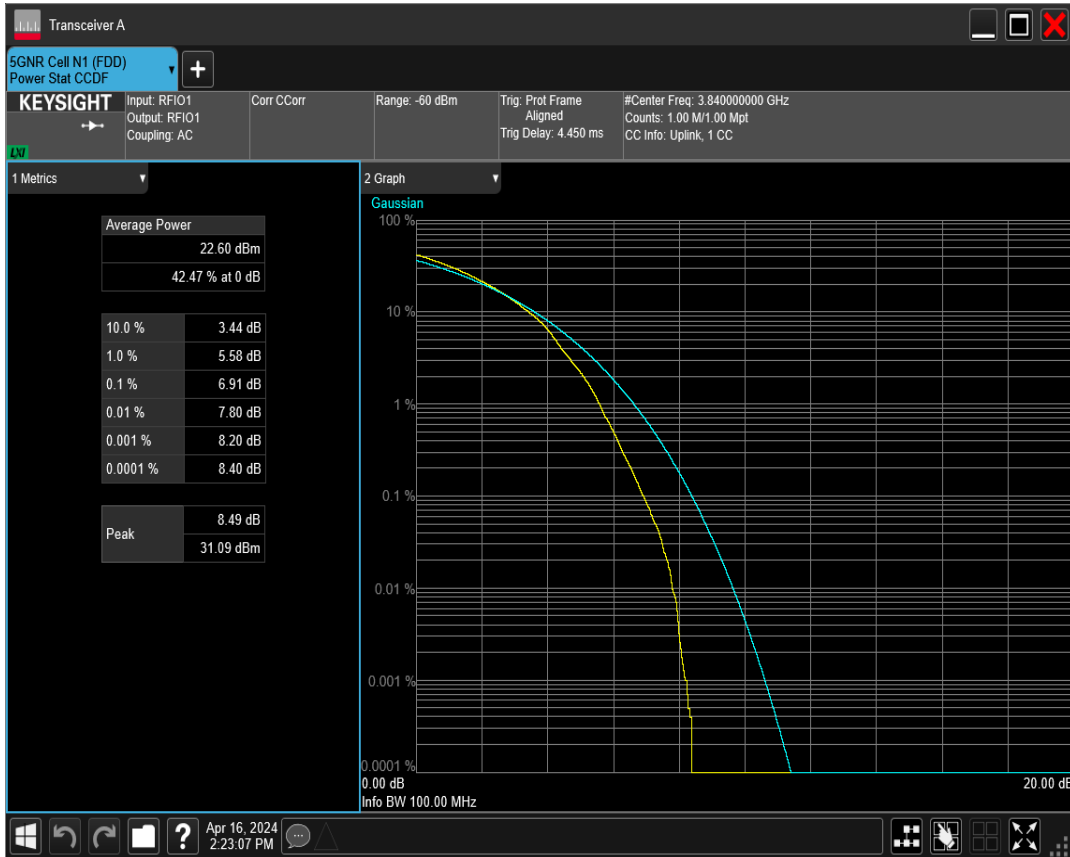 Transceiver A
5GNR Cell N1 (FDD)
Power Stat CCDF
+
KEYSIGHT
LXI
Input: RFIO1
Output: RFIO1
Coupling: AC
Corr CCorr
Range: -60 dBm
Trig: Prot Frame
Aligned
Trig Delay: 4.450 ms
#Center Freq: 3.840000000 GHz
Counts: 1.00 M/1.00 Mpt
CC Info: Uplink, 1 CC
1 Metrics
Average Power
22.60 dBm
42.47 % at 0 dB
10.0 % 3.44 dB
1.0 % 5.58 dB
0.1 % 6.91 dB
0.01 % 7.80 dB
0.001 % 8.20 dB
0.0001 % 8.40 dB
Peak
8.49 dB
31.09 dBm
2 Graph
Gaussian
100 %
10 %
1 %
0.1 %
0.01 %
0.001 %
0.0001 %
0.00 dB 20.00 dB
Info BW 100.00 MHz
?
Apr 16, 2024
2:23:07 PM